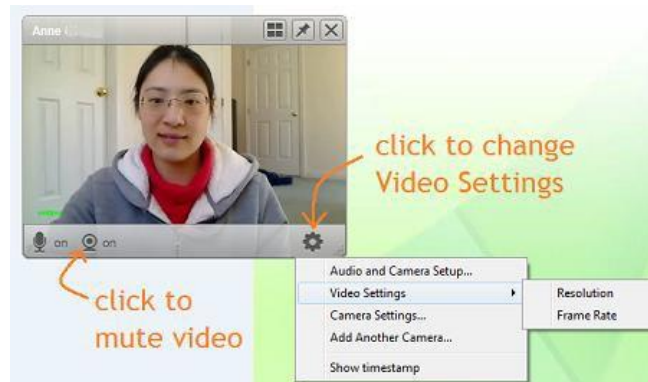 Anne
click to change
Video Settings
on on
click to
mute video
Audio and Camera Setup...
Video Settings
Resolution
Camera Settings...
Frame Rate
Add Another Camera...
Show timestamp